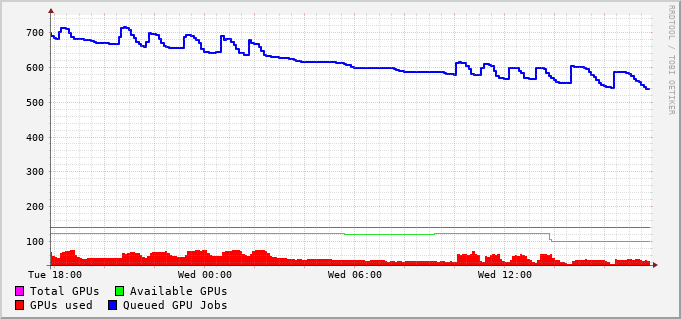 RRDTOOL / TOBI OETIKER
700
600
500
400
300
200
100
Tue 18:00 Wed 00:00 Wed 06:00 Wed 12:00
Total GPUs Available GPUs
GPUs used Queued GPU Jobs